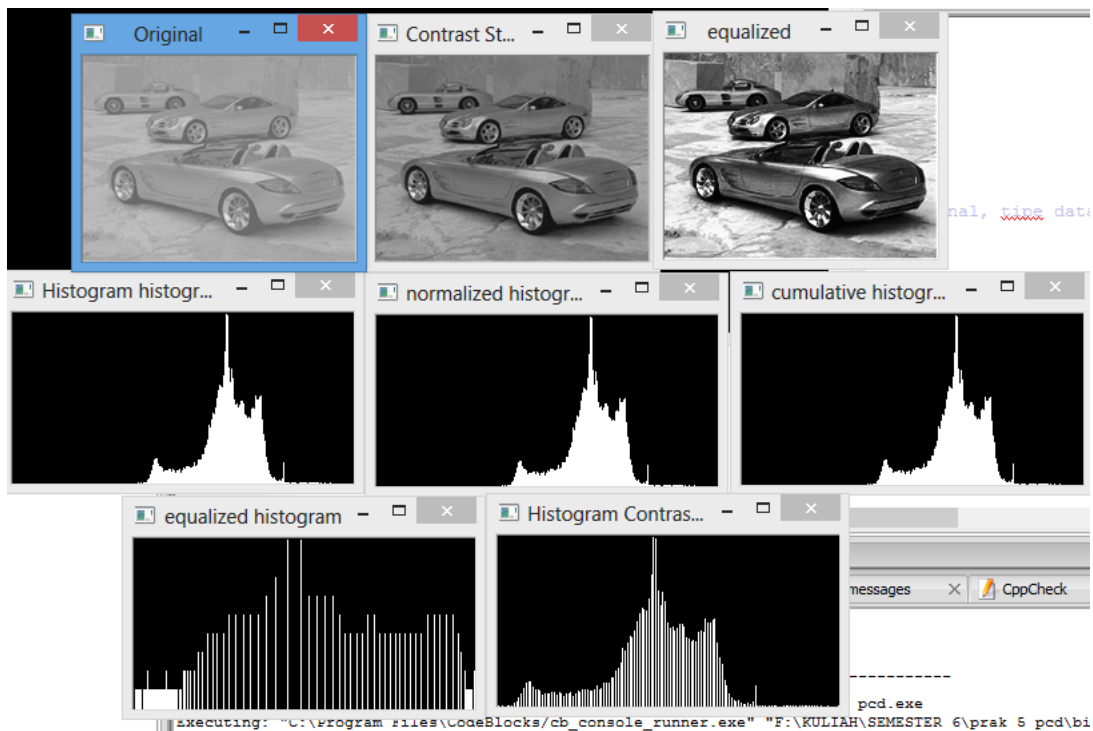 Original
Contrast St...
equalized
nal, tipe data
Histogram histogr...
normalized histogr...
cumulative histogr...
equalized histogram
Histogram Contras...
messages
CppCheck
-----------
pcd.exe
Executing: "C:\Program Files\CodeBlocks/cb_console_runner.exe" "F:\KULIAH\SEMESTER 6\prak 5 pcd\bi